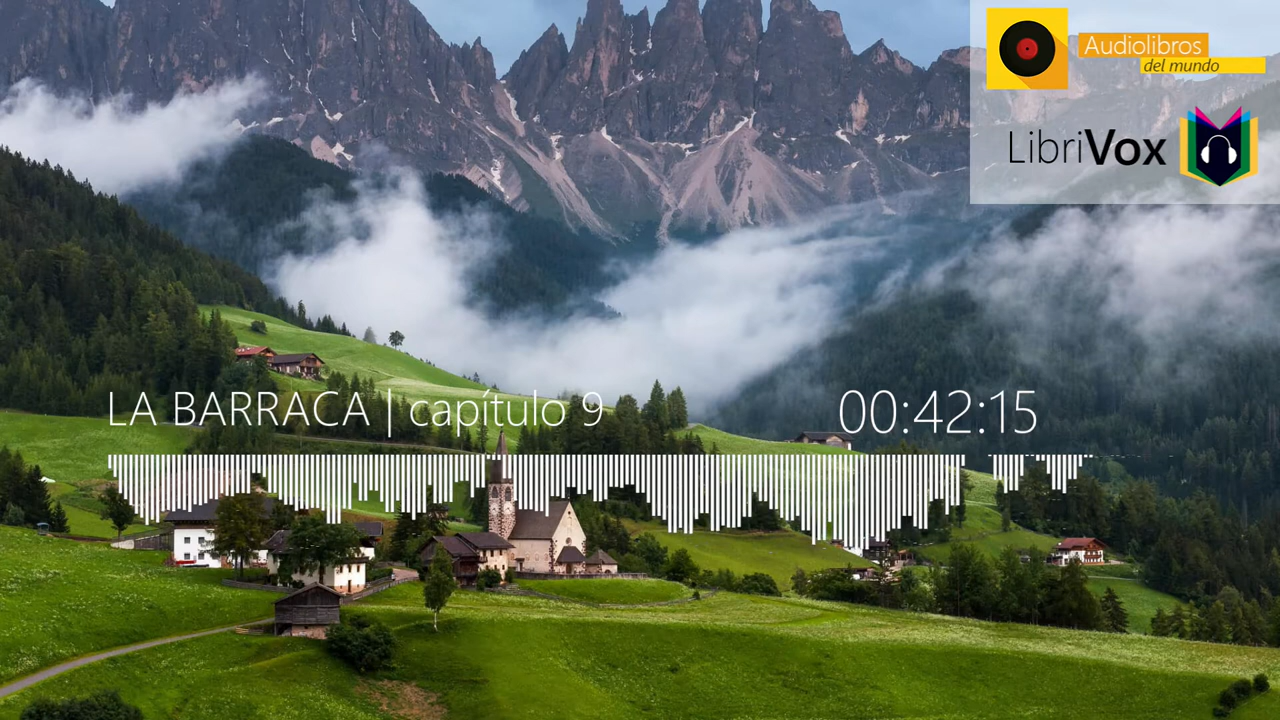 Audiolibros
del mundo
LibriVox
LA BARRACA | capítulo 9
00:42:15